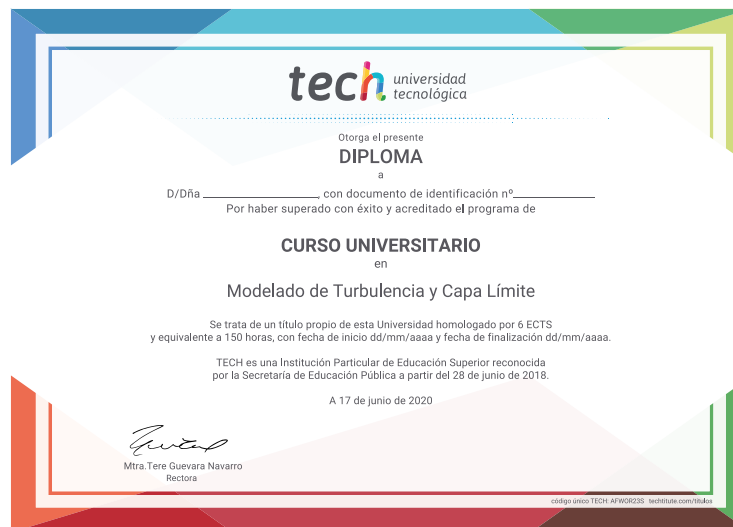 tech universidad
tecnológica
Otorga el presente
DIPLOMA
a
D/Dña ____________________, con documento de identificación nº______________
Por haber superado con éxito y acreditado el programa de
CURSO UNIVERSITARIO
en
Modelado de Turbulencia y Capa Límite
Se trata de un título propio de esta Universidad homologado por 6 ECTS
y equivalente a 150 horas, con fecha de inicio dd/mm/aaaa y fecha de finalización dd/mm/aaaa.
TECH es una Institución Particular de Educación Superior reconocida
por la Secretaría de Educación Pública a partir del 28 de junio de 2018.
A 17 de junio de 2020
Mtra.Tere Guevara Navarro
Rectora
código único TECH: AFWOR23S techtitute.com/titulos